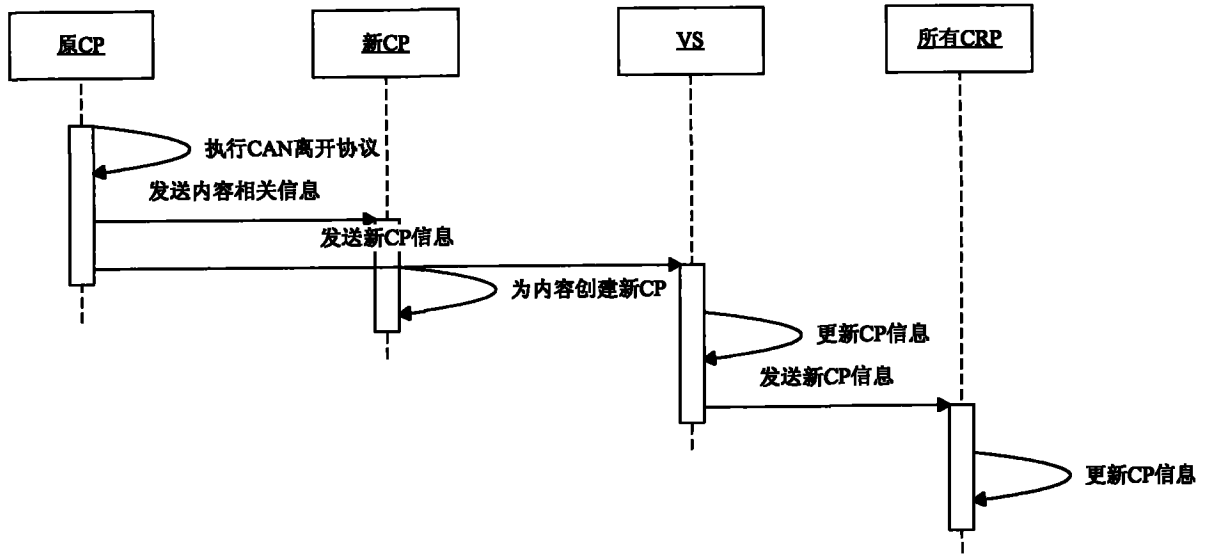 原CP
新CP
VS
所有CRP
执行CAN离开协议
发送内容相关信息
发送新CP信息
为内容创建新CP
更新CP信息
发送新CP信息
更新CP信息